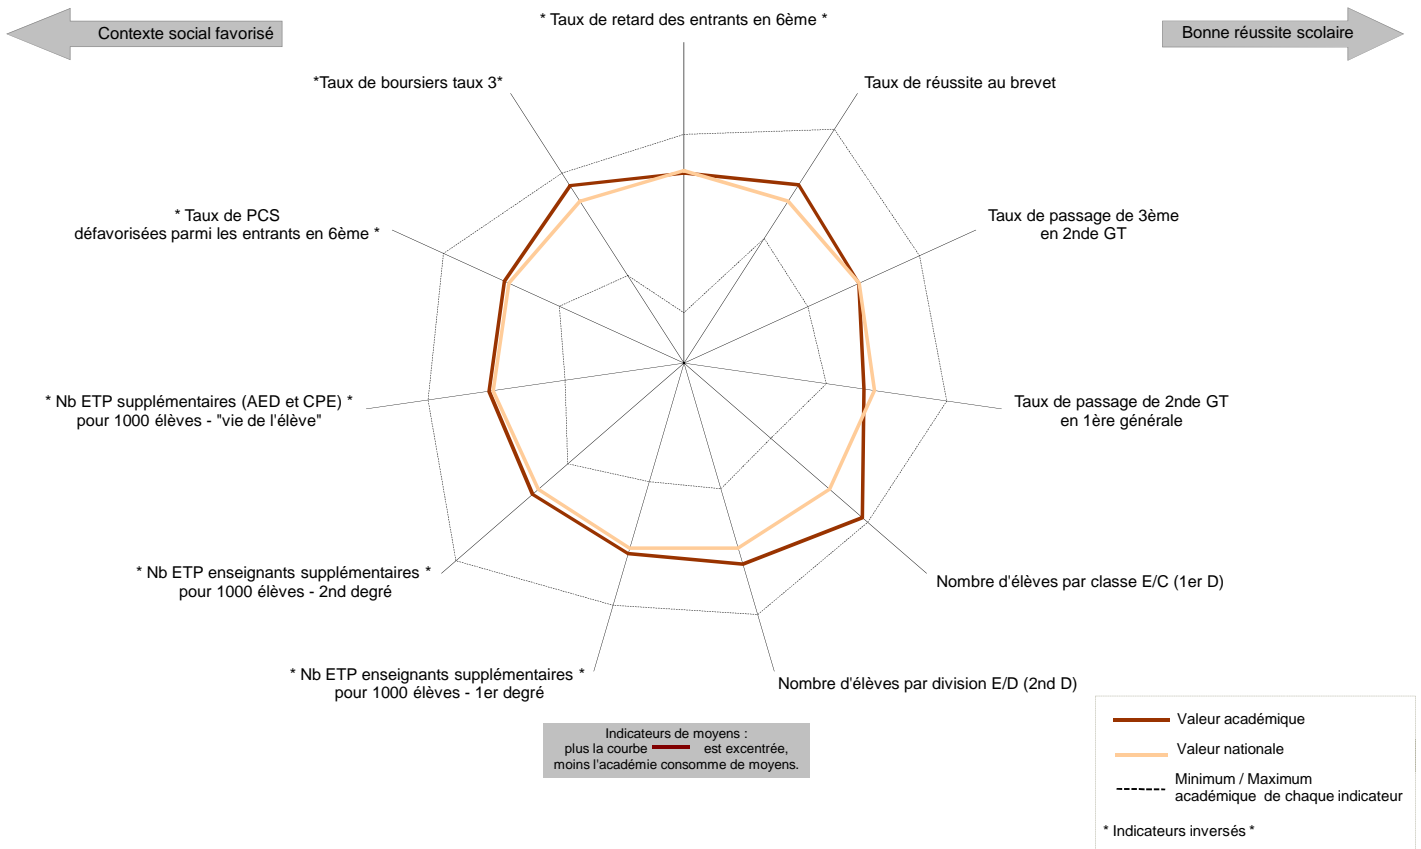 * Taux de retard des entrants en 6ème *
Contexte social favorisé
Bonne réussite scolaire
*Taux de boursiers taux 3*
Taux de réussite au brevet
* Taux de PCS
défavorisées parmi les entrants en 6ème *
Taux de passage de 3ème
en 2nde GT
* Nb ETP supplémentaires (AED et CPE) *
pour 1000 élèves - "vie de l'élève"
Taux de passage de 2nde GT
en 1ère générale
* Nb ETP enseignants supplémentaires *
pour 1000 élèves - 2nd degré
Nombre d'élèves par classe E/C (1er D)
* Nb ETP enseignants supplémentaires *
pour 1000 élèves - 1er degré
Nombre d'élèves par division E/D (2nd D)
Indicateurs de moyens :
plus la courbe est excentrée,
moins l'académie consomme de moyens.
Valeur académique
Valeur nationale
Minimum / Maximum
académique de chaque indicateur
* Indicateurs inversés *